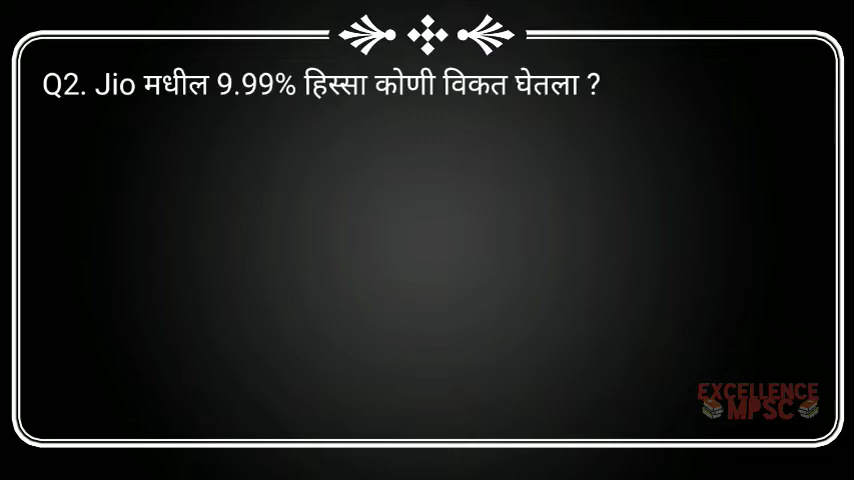 Q2. Jio मधील 9.99% हिस्सा कोणी विकत घेतला ?
EXCELLENCE
MPSC